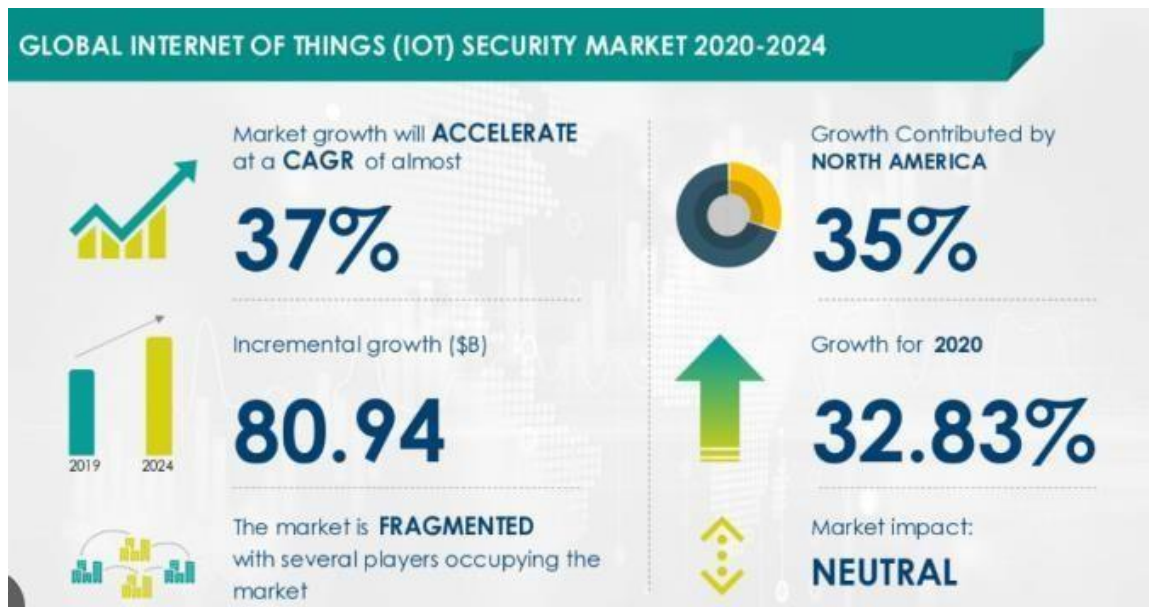 GLOBAL INTERNET OF THINGS (IOT) SECURITY MARKET 2020-2024
Market growth will ACCELERATE
at a CAGR of almost
37%
Incremental growth ($B)
80.94
2019 2024
The market is FRAGMENTED
with several players occupying the
market
Growth Contributed by
NORTH AMERICA
35%
Growth for 2020
32.83%
Market impact:
NEUTRAL